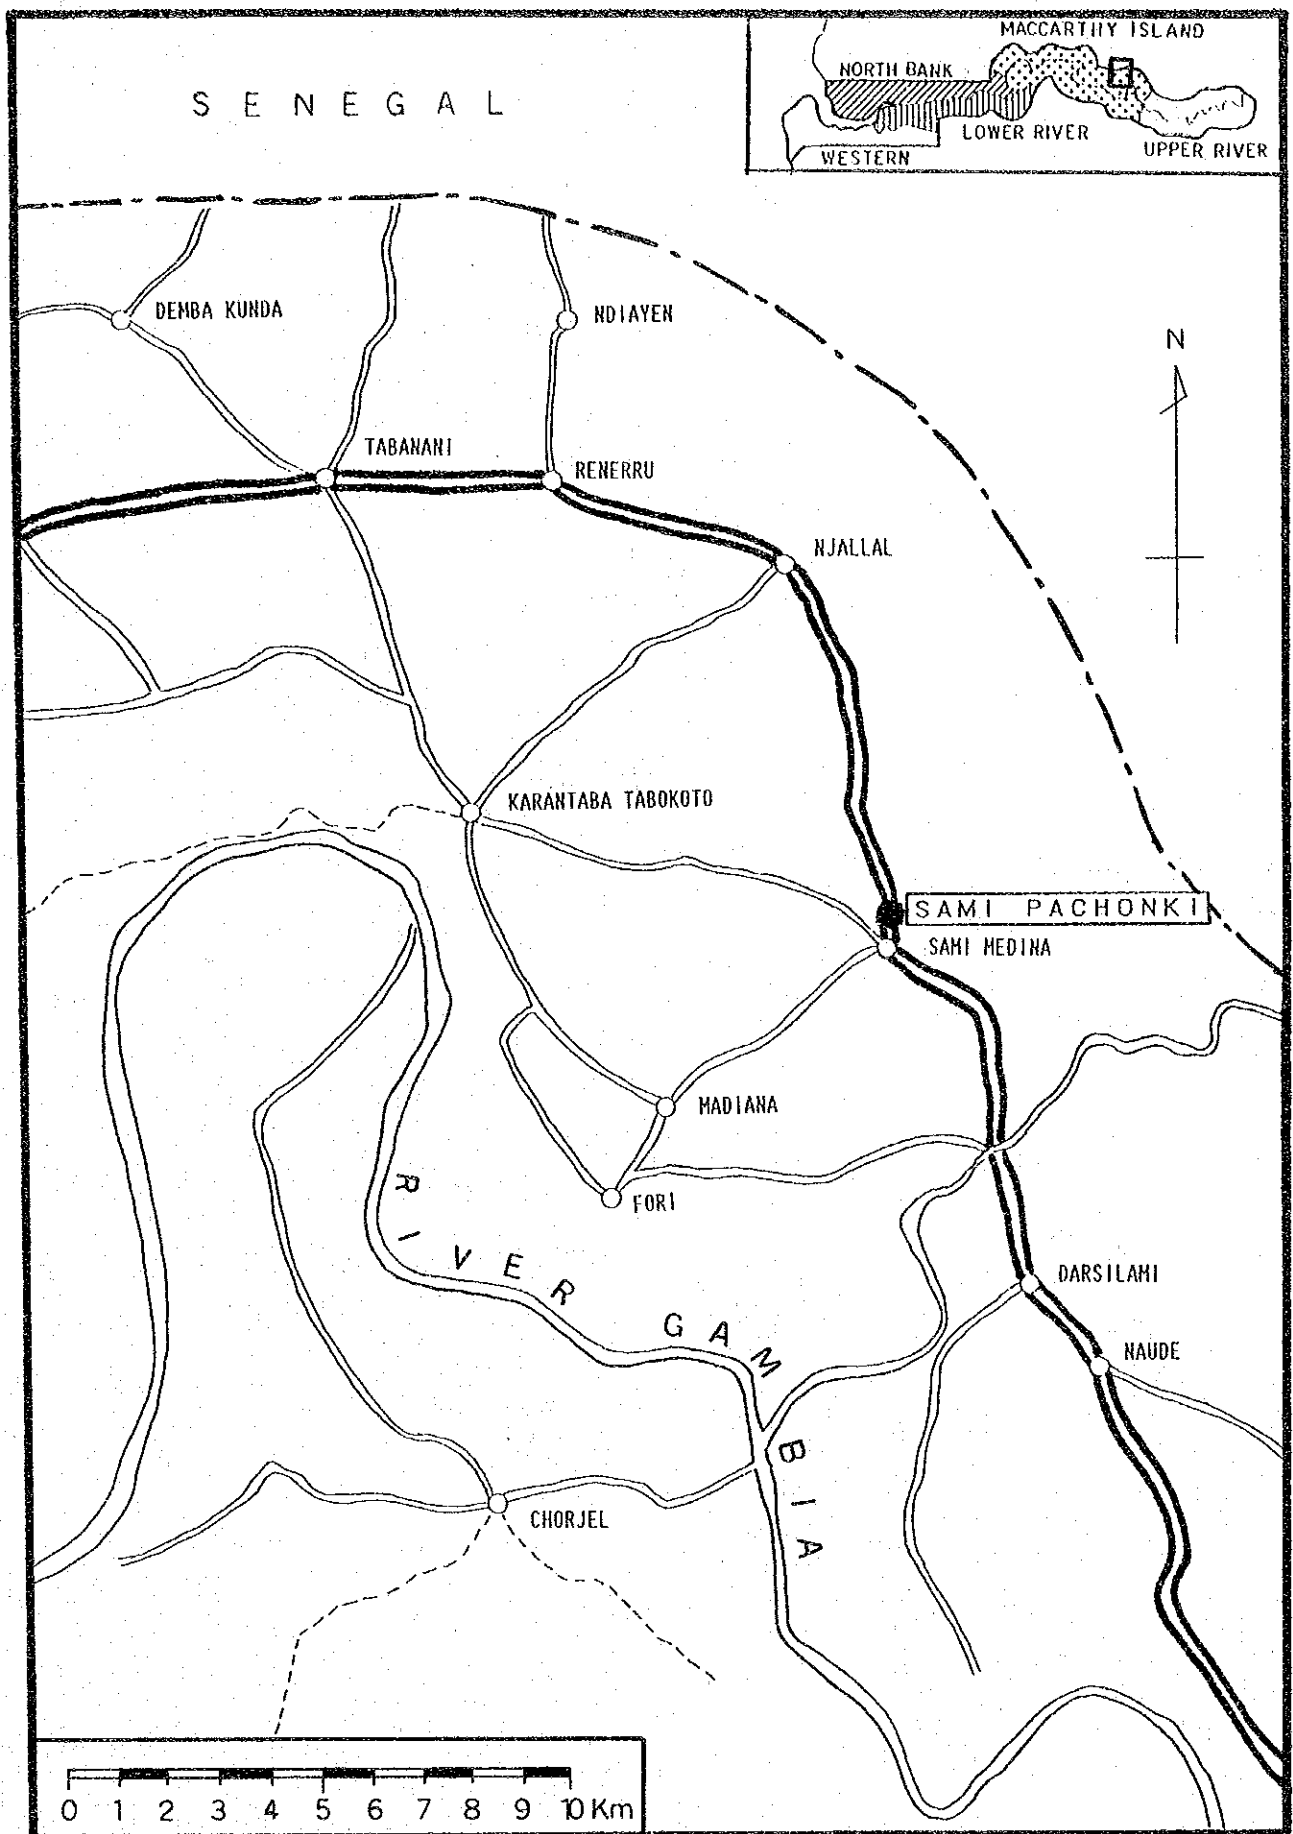 MACCARTHY ISLAND
NORTH BANK
LOWER RIVER
WESTERN
UPPER RIVER
SENEGAL
DEMBA KUNDA
NDIAYEN
N
TABANANI
RENERRU
NJALLAL
KARANTABA TABOKOTO
SAMI PACHONKI
SAMI MEDINA
MADIANA
FORI
RIVER GAMBIA
DARSILAMI
NAUDE
CHORJEL
0 1 2 3 4 5 6 7 8 9 10 Km